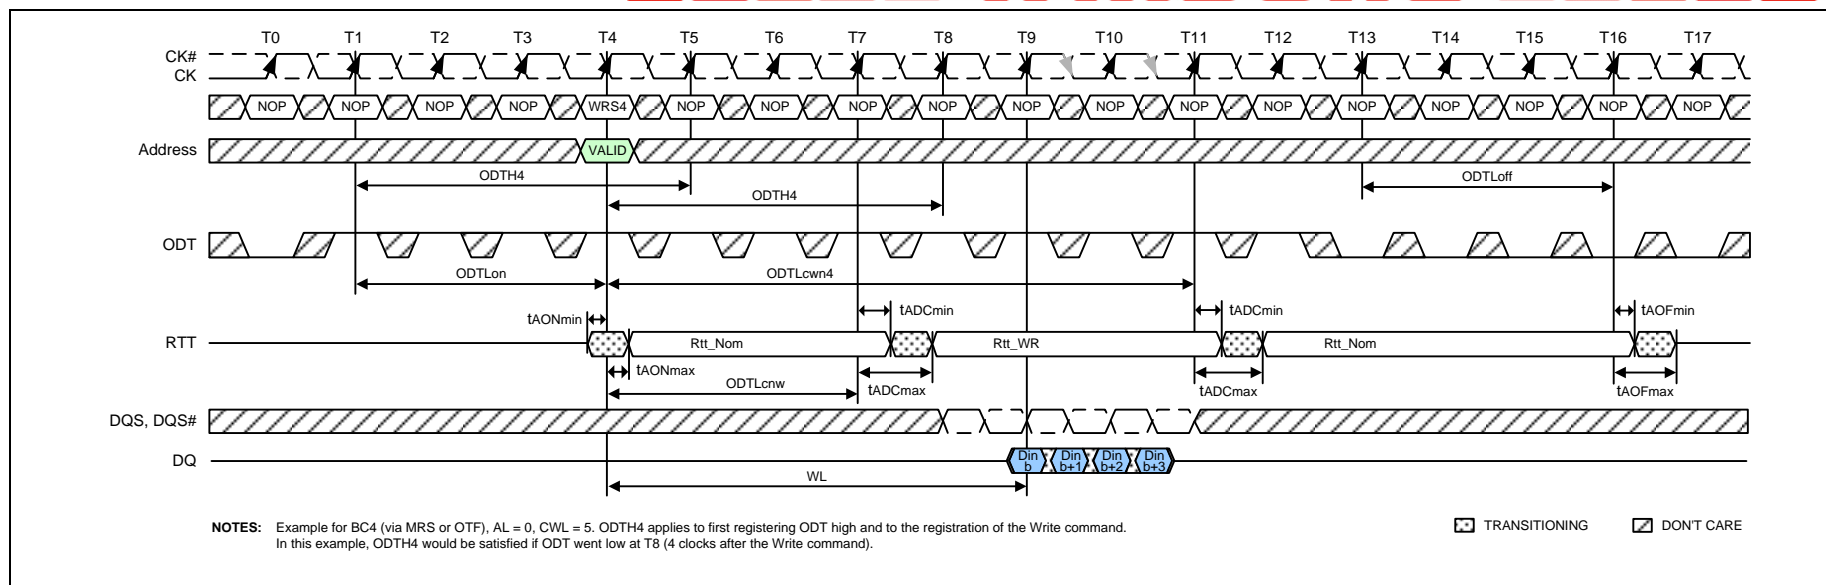 T0 T1 T2 T3 T4 T5 T6 T7 T8 T9 T10 T11 T12 T13 T14 T15 T16 T17
CK#
CK
NOP NOP NOP NOP WRS4 NOP NOP NOP NOP NOP NOP NOP NOP NOP NOP NOP NOP NOP
Address VALID
ODTH4 ODTLoff
ODTH4
ODT
ODTLon ODTLcwn4
tAONmin tADCmin tADCmin tAOFmin
RTT Rtt_Nom Rtt_WR Rtt_Nom
tAONmax
ODTLcnw tADCmax tADCmax tAOFmax
DQS, DQS#
DQ Din b Din b+1 Din b+2 Din b+3
WL
NOTES: Example for BC4 (via MRS or OTF), AL = 0, CWL = 5. ODTH4 applies to first registering ODT high and to the registration of the Write command.
In this example, ODTH4 would be satisfied if ODT went low at T8 (4 clocks after the Write command).
TRANSITIONING DON'T CARE